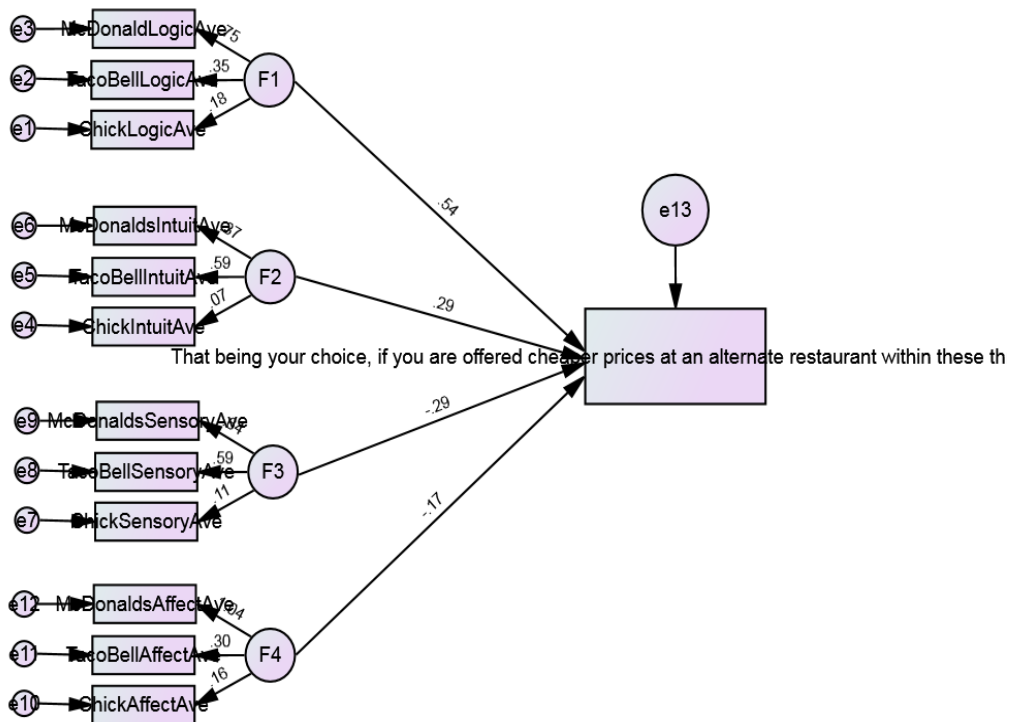 e3 McDonaldLogicAve .75
e2 TacoBellLogicAve .35 F1
e1 ChickLogicAve .18
.54
e13
e6 McDonaldsIntuitAve
e5 TacoBellIntuitAve .59 F2
e4 ChickIntuitAve .07
.29
That being your choice, if you are offered cheaper prices at an alternate restaurant within these th
e9 McDonaldsSensoryAve
e8 TacoBellSensoryAve .59 F3
e7 ChickSensoryAve .11
-.29
-.17
e12 McDonaldsAffectAve 1.04
e11 TacoBellAffectAve .30 F4
e10 ChickAffectAve .16